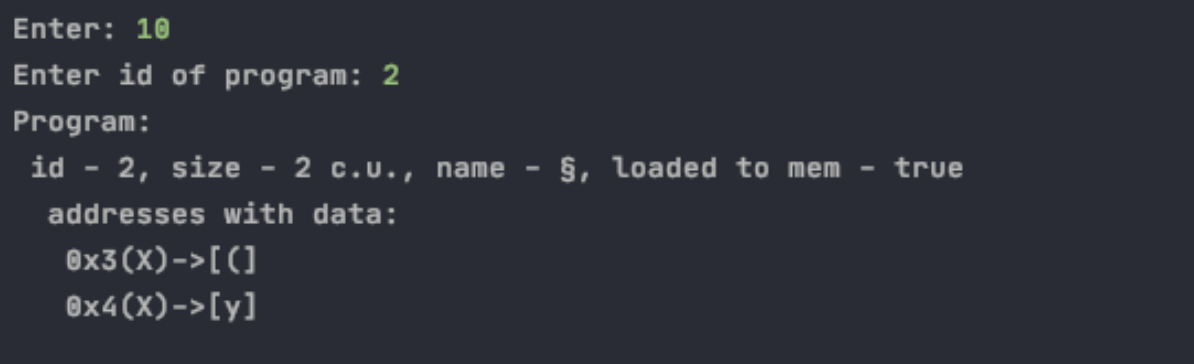 Enter: 10
Enter id of program: 2
Program:
id - 2, size - 2 c.u., name - §, loaded to mem - true
addresses with data:
0x3(X)->[(]
0x4(X)->[y]